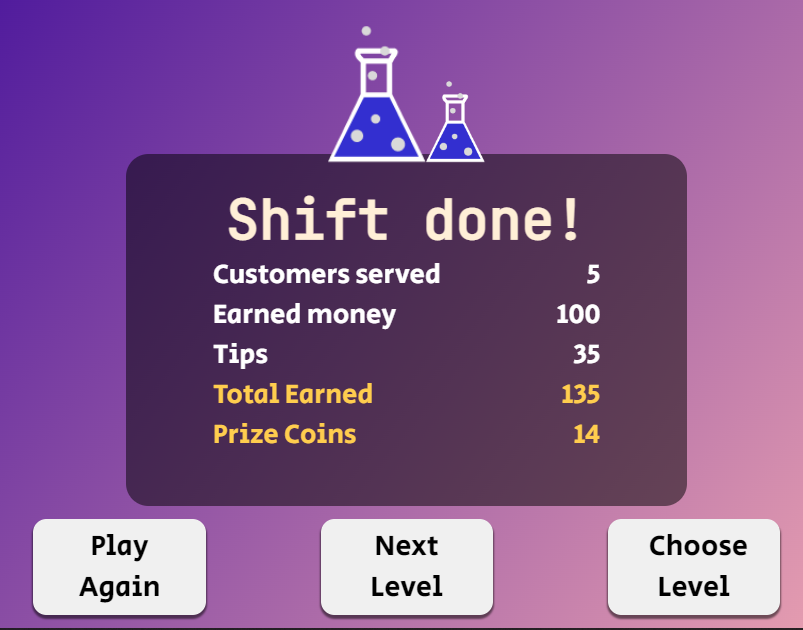 Shift done!
Customers served 5
Earned money 100
Tips 35
Total Earned 135
Prize Coins 14
Play
Again
Next
Level
Choose
Level